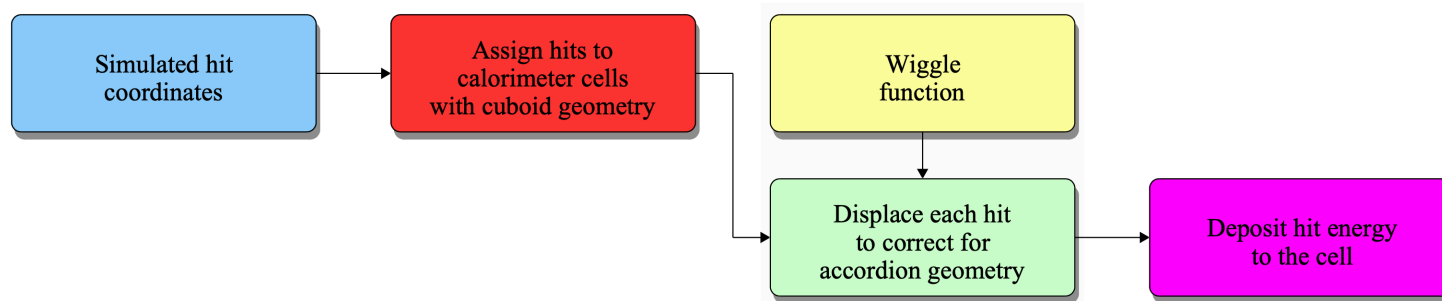 Simulated hit
coordinates
Assign hits to
calorimeter cells
with cuboid geometry
Wiggle
function
Displace each hit
to correct for
accordion geometry
Deposit hit energy
to the cell